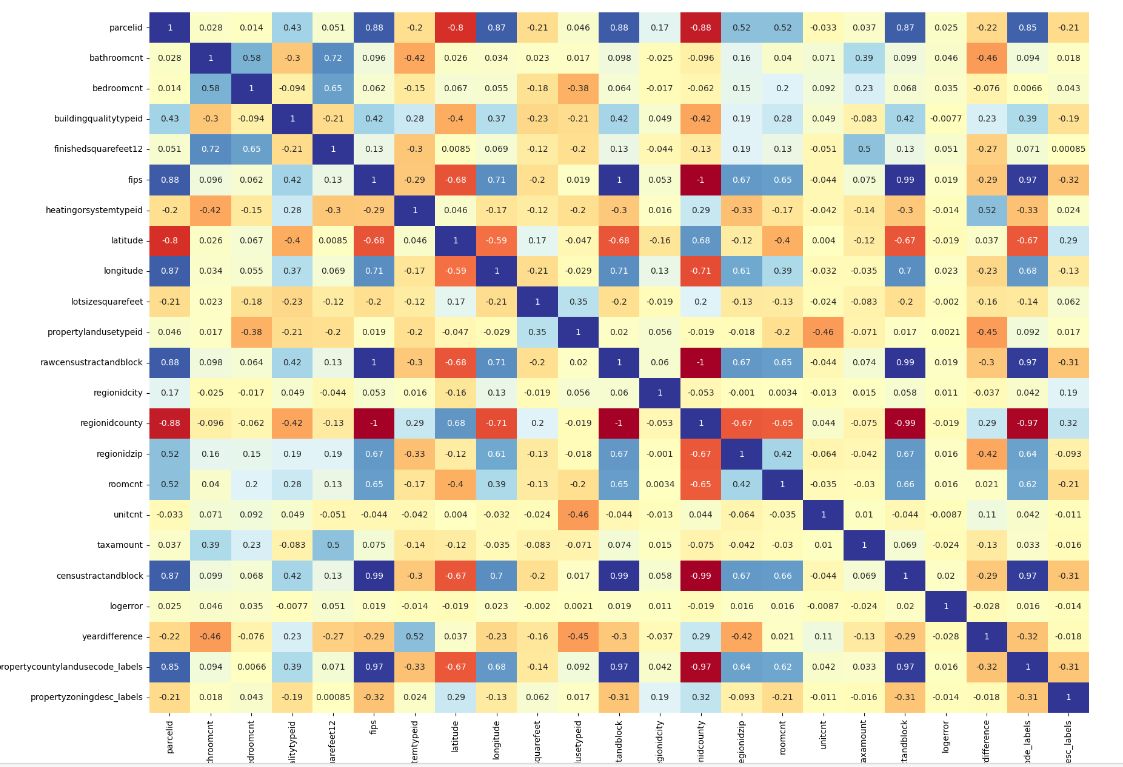 parcelid 1 0.028 0.014 0.43 0.051 0.88 -0.2 -0.8 0.87 -0.21 0.046 0.88 0.17 -0.88 0.52 0.52 -0.033 0.037 0.87 0.025 -0.22 0.85 -0.21
bathroomcnt 0.028 1 0.58 -0.3 0.72 0.096 -0.42 0.026 0.034 0.023 0.017 0.098 -0.025 -0.096 0.16 0.04 0.071 0.39 0.099 0.046 -0.46 0.094 0.018
bedroomcnt 0.014 0.58 1 -0.094 0.65 0.062 -0.15 0.067 0.055 -0.18 -0.38 0.064 -0.017 -0.062 0.15 0.2 0.092 0.23 0.068 0.035 -0.076 0.0066 0.043
buildingqualitytypeid 0.43 -0.3 -0.094 1 -0.21 0.42 0.28 -0.4 0.37 -0.23 -0.21 0.42 0.049 -0.42 0.19 0.28 0.049 -0.083 0.42 -0.0077 0.23 0.39 -0.19
finishedsquarefeet12 0.051 0.72 0.65 -0.21 1 0.13 -0.3 0.0085 0.069 -0.12 -0.2 0.13 -0.044 -0.13 0.19 0.13 -0.051 0.5 0.13 0.051 -0.27 0.071 0.00085
fips 0.88 0.096 0.062 0.42 0.13 1 -0.29 -0.68 0.71 -0.2 0.019 1 0.053 -1 0.67 0.65 -0.044 0.075 0.99 0.019 -0.29 0.97 -0.32
heatingorsystemtypeid -0.2 -0.42 -0.15 0.28 -0.3 -0.29 1 0.046 -0.17 -0.12 -0.2 -0.3 0.016 0.29 -0.33 -0.17 -0.042 -0.14 -0.3 -0.014 0.52 -0.33 0.024
latitude -0.8 0.026 0.067 -0.4 0.0085 -0.68 0.046 1 -0.59 0.17 -0.047 -0.68 -0.16 0.68 -0.12 -0.4 0.004 -0.12 -0.67 -0.019 0.037 -0.67 0.29
longitude 0.87 0.034 0.055 0.37 0.069 0.71 -0.17 -0.59 1 -0.21 -0.029 0.71 0.13 -0.71 0.61 0.39 -0.032 -0.035 0.7 0.023 -0.23 0.68 -0.13
lotsizesquarefeet -0.21 0.023 -0.18 -0.23 -0.12 -0.2 -0.12 0.17 -0.21 1 0.35 -0.2 -0.019 0.2 -0.13 -0.13 -0.024 -0.083 -0.2 -0.002 -0.16 -0.14 0.062
propertylandusetypeid 0.046 0.017 -0.38 -0.21 -0.2 0.019 -0.2 -0.047 -0.029 0.35 1 0.02 0.056 -0.019 -0.018 -0.2 -0.46 -0.071 0.017 0.0021 -0.45 0.092 0.017
rawcensustractandblock 0.88 0.098 0.064 0.42 0.13 1 -0.3 -0.68 0.71 -0.2 0.02 1 0.06 -1 0.67 0.65 -0.044 0.074 0.99 0.019 -0.3 0.97 -0.31
regionidcity 0.17 -0.025 -0.017 0.049 -0.044 0.053 0.016 -0.16 0.13 -0.019 0.056 0.06 1 -0.053 -0.001 0.0034 -0.013 0.015 0.058 0.011 -0.037 0.042 0.19
regionidcounty -0.88 -0.096 -0.062 -0.42 -0.13 -1 0.29 0.68 -0.71 0.2 -0.019 -1 -0.053 1 -0.67 -0.65 0.044 -0.075 -0.99 -0.019 0.29 -0.97 0.32
regionidzip 0.52 0.16 0.15 0.19 0.19 0.67 -0.33 -0.12 0.61 -0.13 -0.018 0.67 -0.001 -0.67 1 0.42 -0.064 -0.042 0.67 0.016 -0.42 0.64 -0.093
roomcnt 0.52 0.04 0.2 0.28 0.13 0.65 -0.17 -0.4 0.39 -0.13 -0.2 0.65 0.0034 -0.65 0.42 1 -0.035 -0.03 0.66 0.016 0.021 0.62 -0.21
unitcnt -0.033 0.071 0.092 0.049 -0.051 -0.044 -0.042 0.004 -0.032 -0.024 -0.46 -0.044 -0.013 0.044 -0.064 -0.035 1 0.01 -0.044 -0.0087 0.11 0.042 -0.011
taxamount 0.037 0.39 0.23 -0.083 0.5 0.075 -0.14 -0.12 -0.035 -0.083 -0.071 0.074 0.015 -0.075 -0.042 -0.03 0.01 1 0.069 -0.024 -0.13 0.033 -0.016
censustractandblock 0.87 0.099 0.068 0.42 0.13 0.99 -0.3 -0.67 0.7 -0.2 0.017 0.99 0.058 -0.99 0.67 0.66 -0.044 0.069 1 0.02 -0.29 0.97 -0.31
logerror 0.025 0.046 0.035 -0.0077 0.051 0.019 -0.014 -0.019 0.023 -0.002 0.0021 0.019 0.011 -0.019 0.016 0.016 -0.0087 -0.024 0.02 1 -0.028 0.016 -0.014
yeardifference -0.22 -0.46 -0.076 0.23 -0.27 -0.29 0.52 0.037 -0.23 -0.16 -0.45 -0.3 -0.037 0.29 -0.42 0.021 0.11 -0.13 -0.29 -0.028 1 -0.32 -0.018
ropertycountylandusecode_labels 0.85 0.094 0.0066 0.39 0.071 0.97 -0.33 -0.67 0.68 -0.14 0.092 0.97 0.042 -0.97 0.64 0.62 0.042 0.033 0.97 0.016 -0.32 1 -0.31
propertyzoningdesc_labels -0.21 0.018 0.043 -0.19 0.00085 -0.32 0.024 0.29 -0.13 0.062 0.017 -0.31 0.19 0.32 -0.093 -0.21 -0.011 -0.016 -0.31 -0.014 -0.018 -0.31 1
parcelid throomcnt edroomcnt alitytypeid arefeet12 fips temtypeid latitude longitude squarefeet usetypeid tandblock egionidcity nidcounty egionidzip roomcnt unitcnt axamount tandblock logerror difference de_labels esc_labels